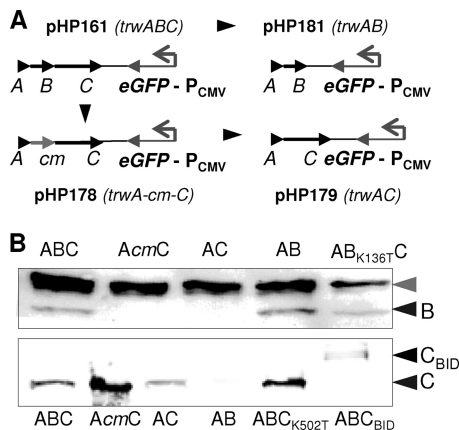 A
pHP161 (trwABC) pHP181 (trwAB)
A B C eGFP - PCMV A B eGFP - PCMV
A cm C eGFP - PCMV A C eGFP - PCMV
pHP178 (trwA-cm-C) pHP179 (trwAC)
B
ABC AcmC AC AB ABK136TC
B
CBID
C
ABC AcmC AC AB ABCK502T ABCBID